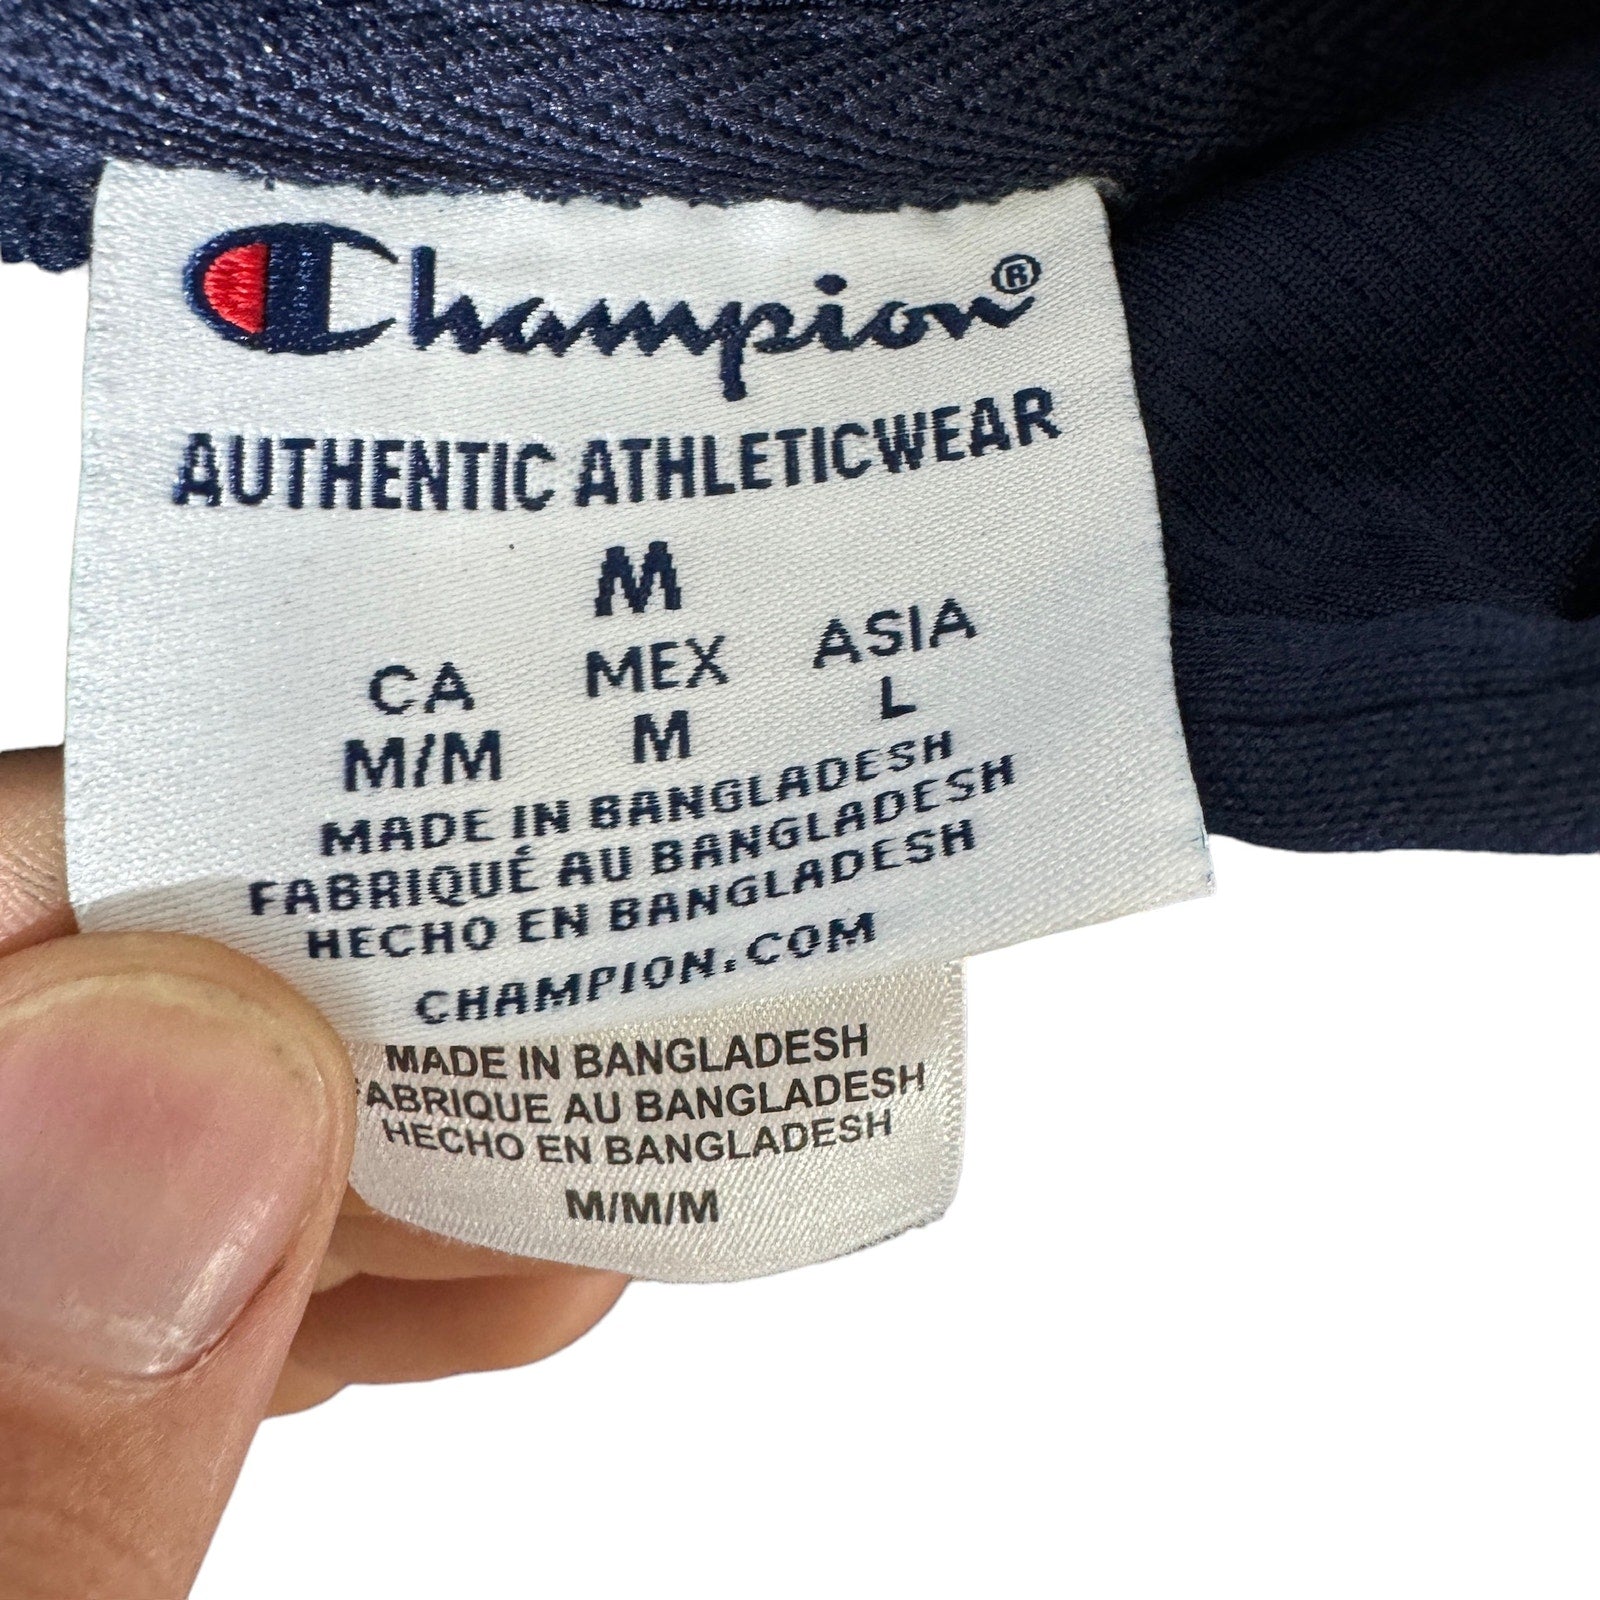 Champion®
AUTHENTIC ATHLETICWEAR
M
CA MEX ASIA
M/M M L
MADE IN BANGLADESH
FABRIQUÉ AU BANGLADESH
HECHO EN BANGLADESH
CHAMPION.COM
MADE IN BANGLADESH
FABRIQUE AU BANGLADESH
HECHO EN BANGLADESH
M/M/M